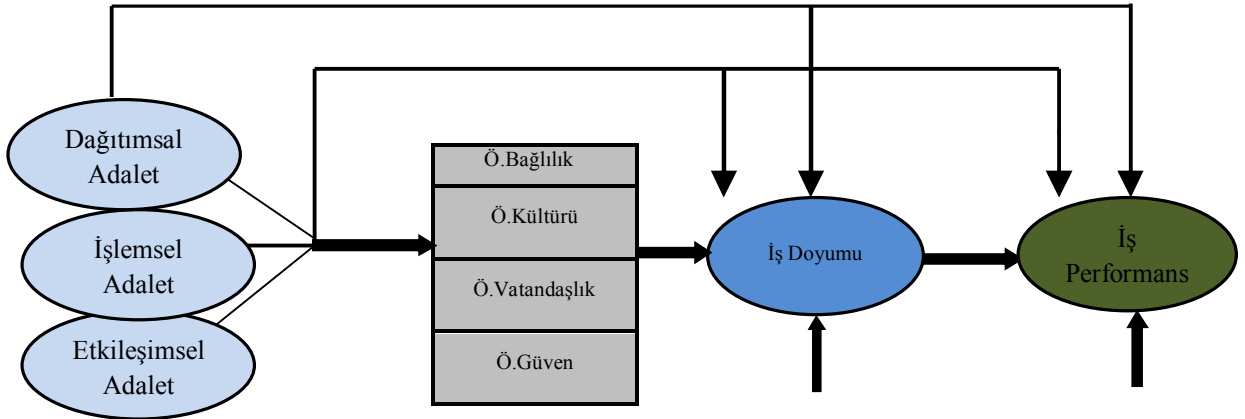 Dağıtımsal
Adalet
İşlemsel
Adalet
Etkileşimsel
Adalet
Ö.Bağlılık
Ö.Kültürü
Ö.Vatandaşlık
Ö.Güven
İş Doyumu
İş
Performans